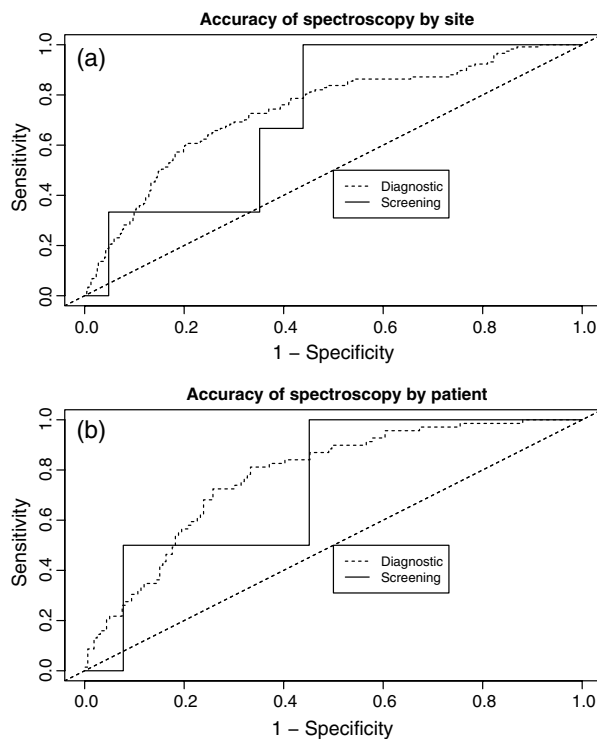 Accuracy of spectroscopy by site
(a)
Sensitivity
1.0
0.8
0.6
0.4
0.2
0.0
Diagnostic
Screening
0.0 0.2 0.4 0.6 0.8 1.0
1 − Specificity
Accuracy of spectroscopy by patient
(b)
Sensitivity
1.0
0.8
0.6
0.4
0.2
0.0
Diagnostic
Screening
0.0 0.2 0.4 0.6 0.8 1.0
1 − Specificity